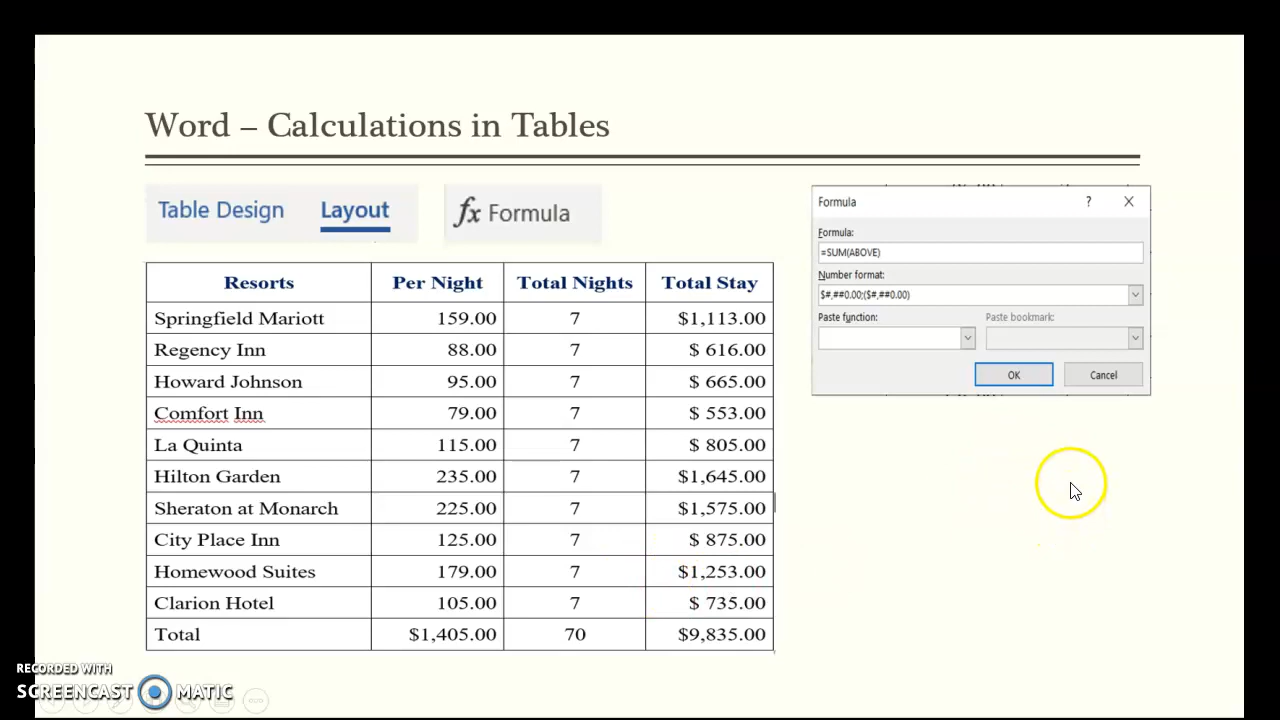 Word – Calculations in Tables
Table Design Layout
fx Formula
Resorts Per Night Total Nights Total Stay
Springfield Mariott 159.00 7 $1,113.00
Regency Inn 88.00 7 $ 616.00
Howard Johnson 95.00 7 $ 665.00
Comfort Inn 79.00 7 $ 553.00
La Quinta 115.00 7 $ 805.00
Hilton Garden 235.00 7 $1,645.00
Sheraton at Monarch 225.00 7 $1,575.00
City Place Inn 125.00 7 $ 875.00
Homewood Suites 179.00 7 $1,253.00
Clarion Hotel 105.00 7 $ 735.00
Total $1,405.00 70 $9,835.00
Formula ?
Formula:
=SUM(ABOVE)
Number format:
$#,##0.00;($#,##0.00)
Paste function: Paste bookmark:
OK Cancel
RECORDED WITH
SCREENCAST MATIC